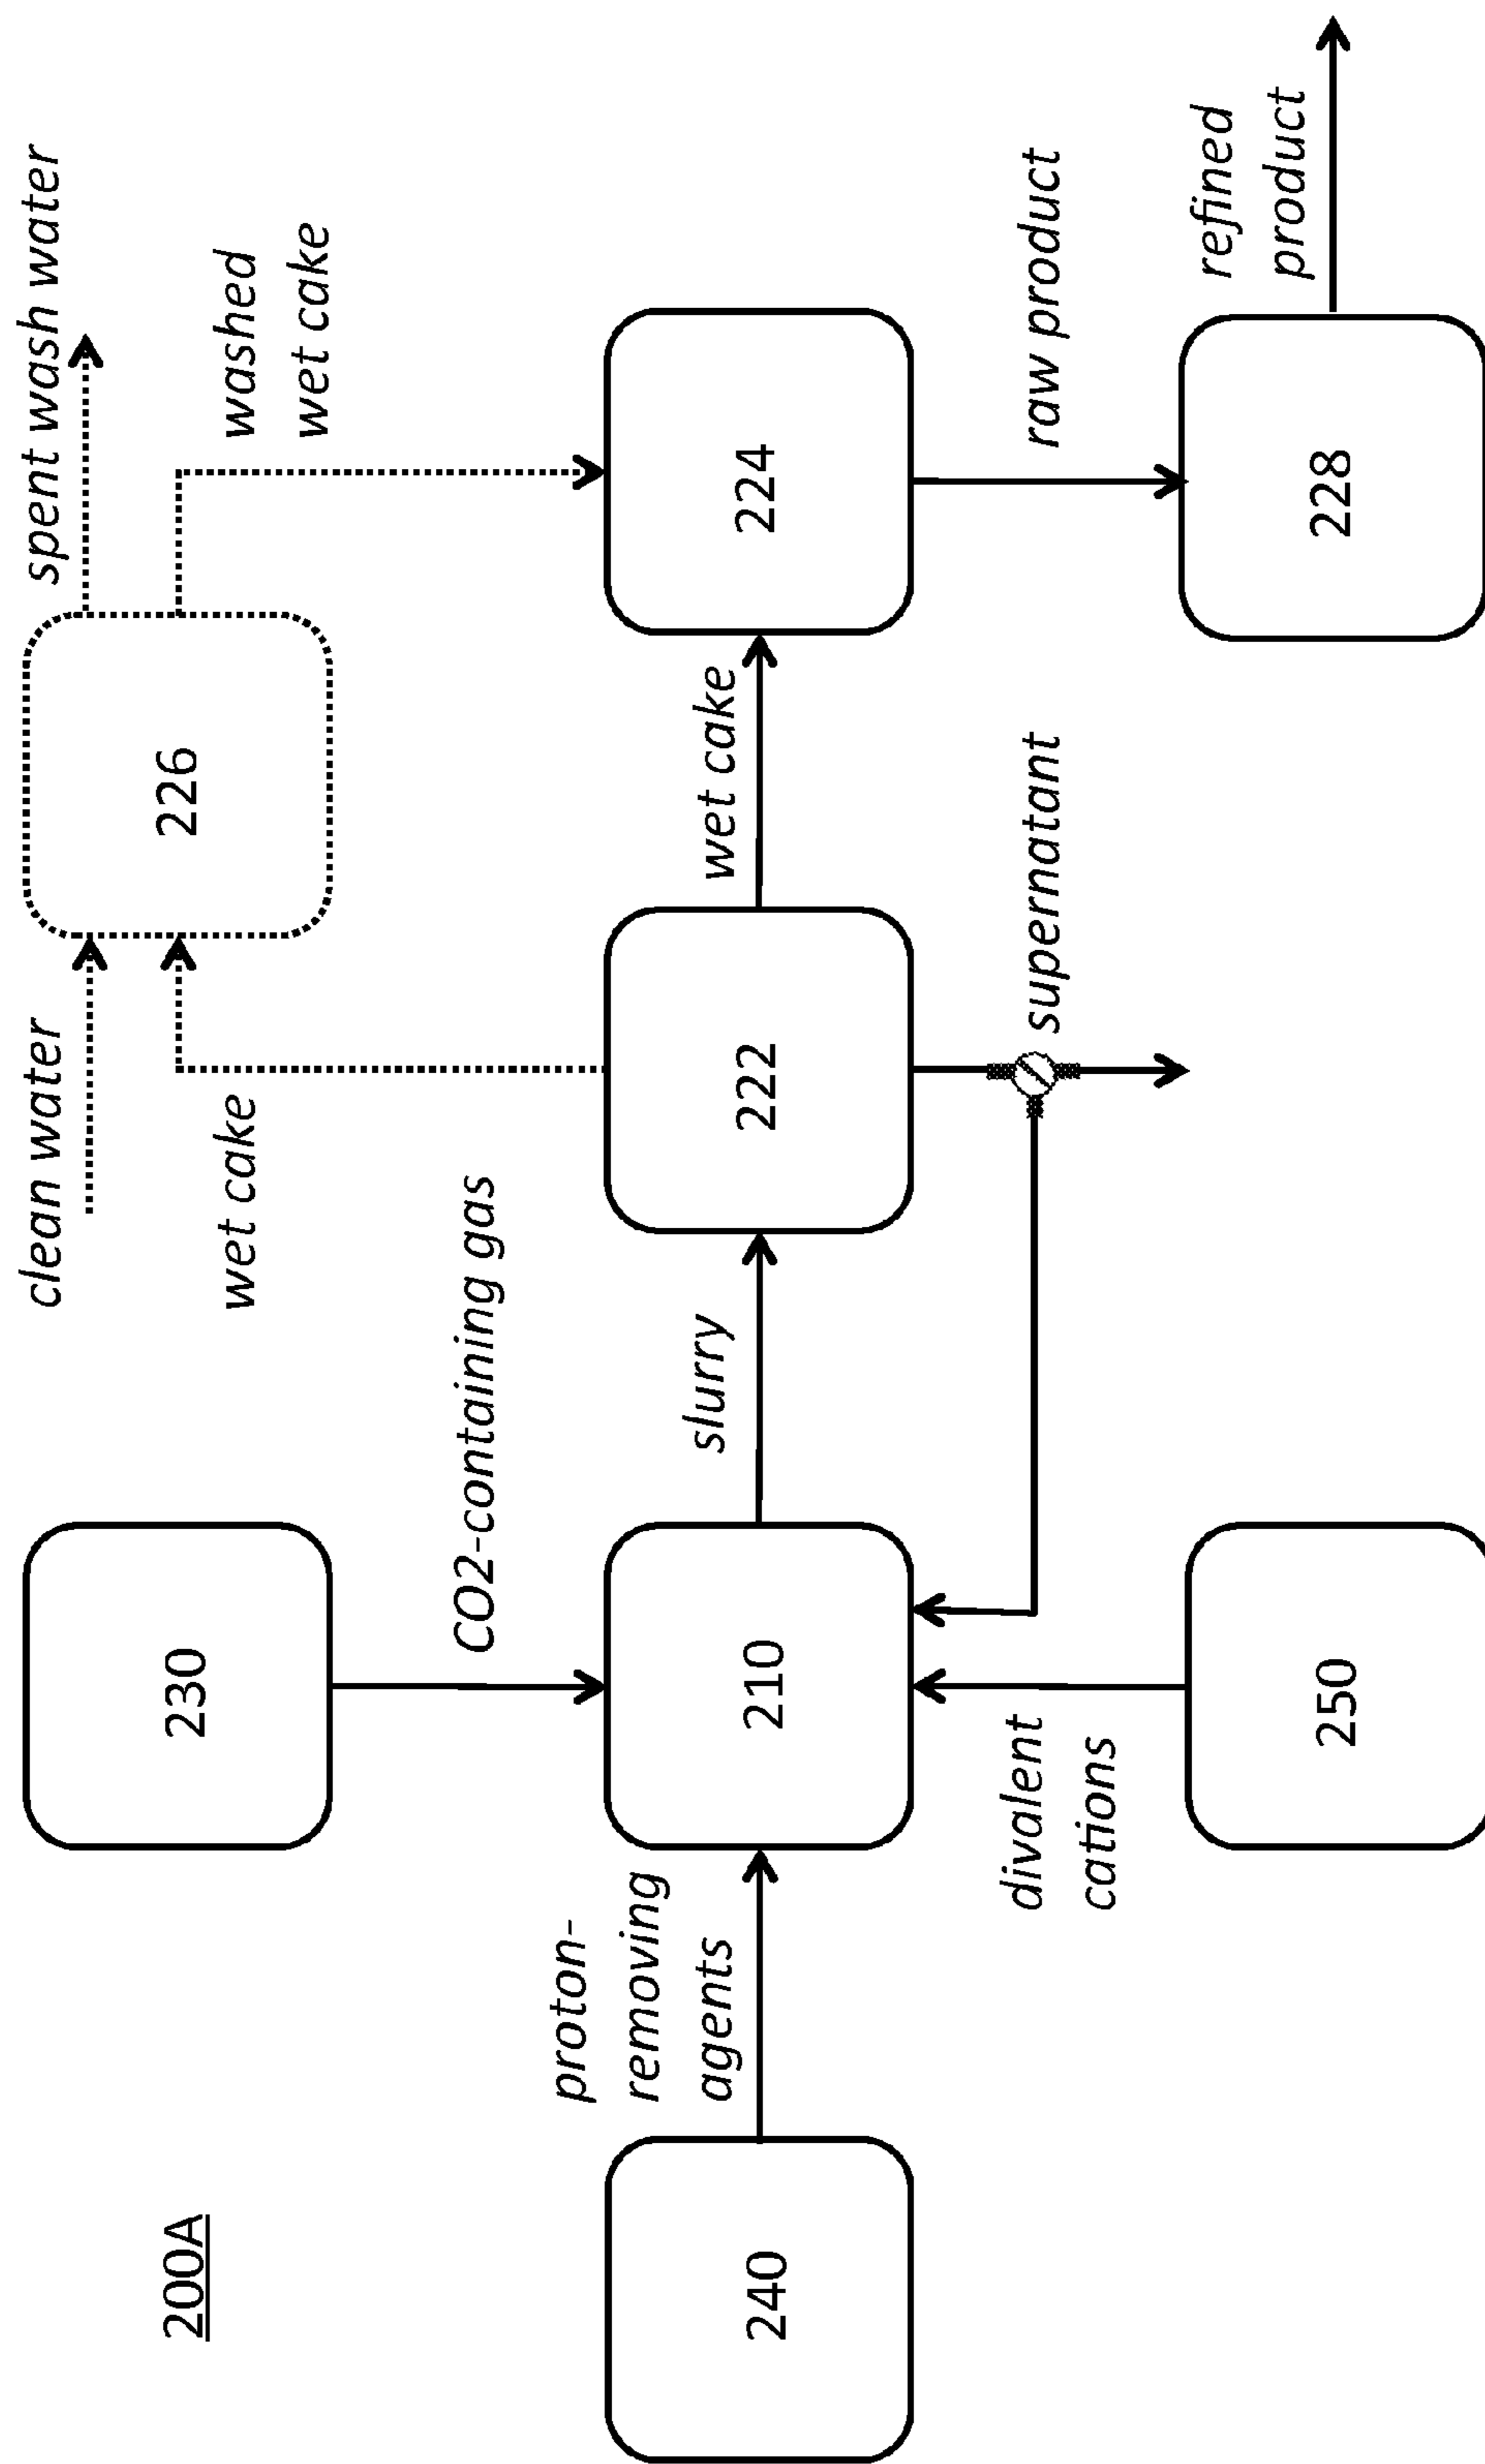 200A
clean water
spent wash water
226
wet cake
washed
wet cake
230
CO2-containing gas
proton-
removing
agents
slurry
wet cake
240
210
222
224
divalent
cations
supernatant
raw product
250
228
refined
product